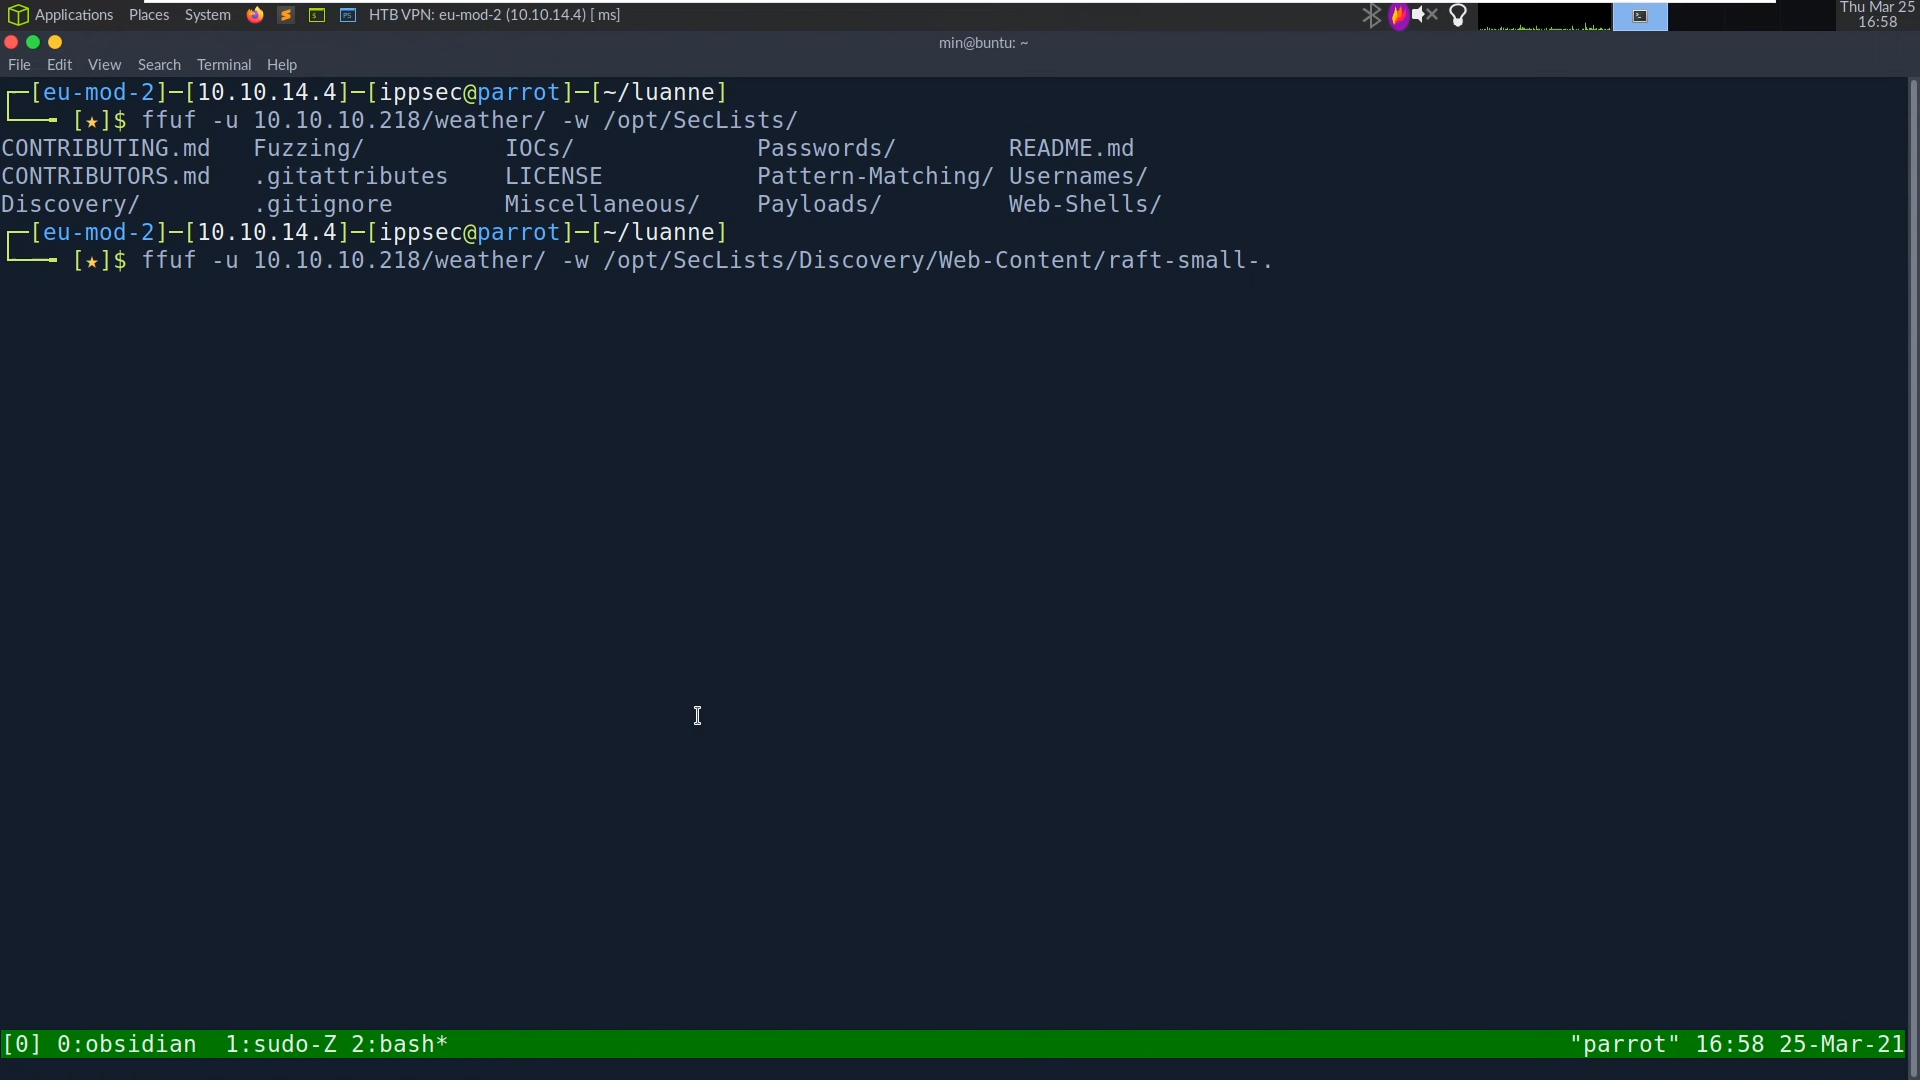 Applications Places System HTB VPN: eu-mod-2 (10.10.14.4) [ ms] Thu Mar 25
16:58
min@buntu: ~
File Edit View Search Terminal Help
[eu-mod-2]─[10.10.14.4]─[ippsec@parrot]─[~/luanne]
[★]$ ffuf -u 10.10.10.218/weather/ -w /opt/SecLists/
CONTRIBUTING.md Fuzzing/ IOCs/ Passwords/ README.md
CONTRIBUTORS.md .gitattributes LICENSE Pattern-Matching/ Usernames/
Discovery/ .gitignore Miscellaneous/ Payloads/ Web-Shells/
[eu-mod-2]─[10.10.14.4]─[ippsec@parrot]─[~/luanne]
[★]$ ffuf -u 10.10.10.218/weather/ -w /opt/SecLists/Discovery/Web-Content/raft-small-.
[0] 0:obsidian 1:sudo-Z 2:bash* "parrot" 16:58 25-Mar-21